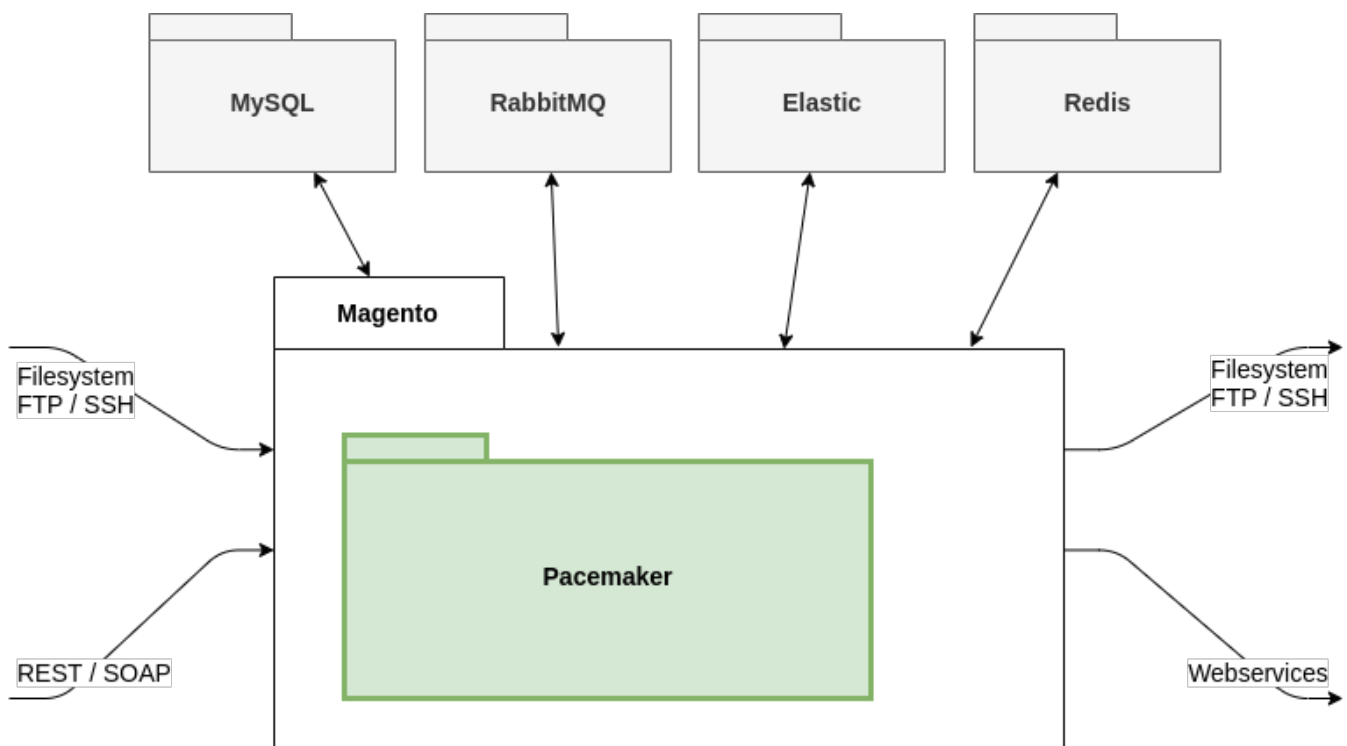 MySQL
RabbitMQ
Elastic
Redis
Magento
Filesystem
FTP / SSH
Filesystem
FTP / SSH
Pacemaker
REST / SOAP
Webservices